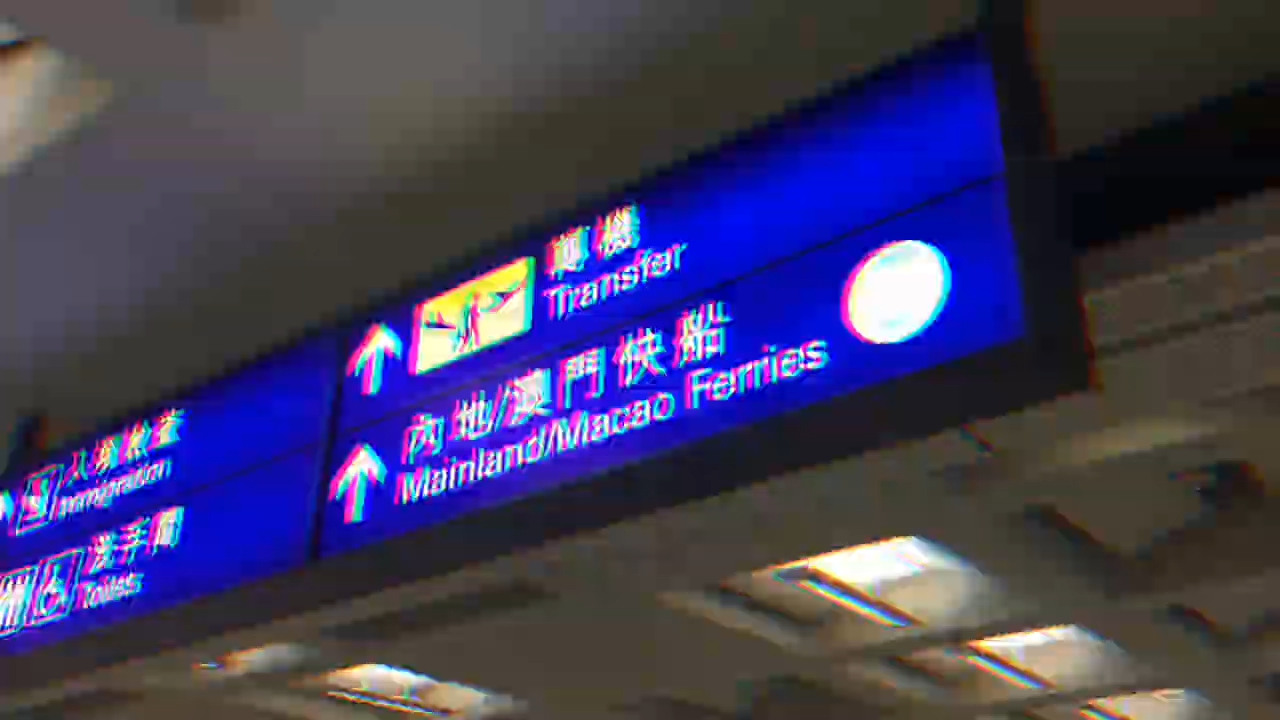 入境檢查
Immigration
洗手間
Toilets
轉機
Transfer
內地/澳門快船
Mainland/Macao Ferries